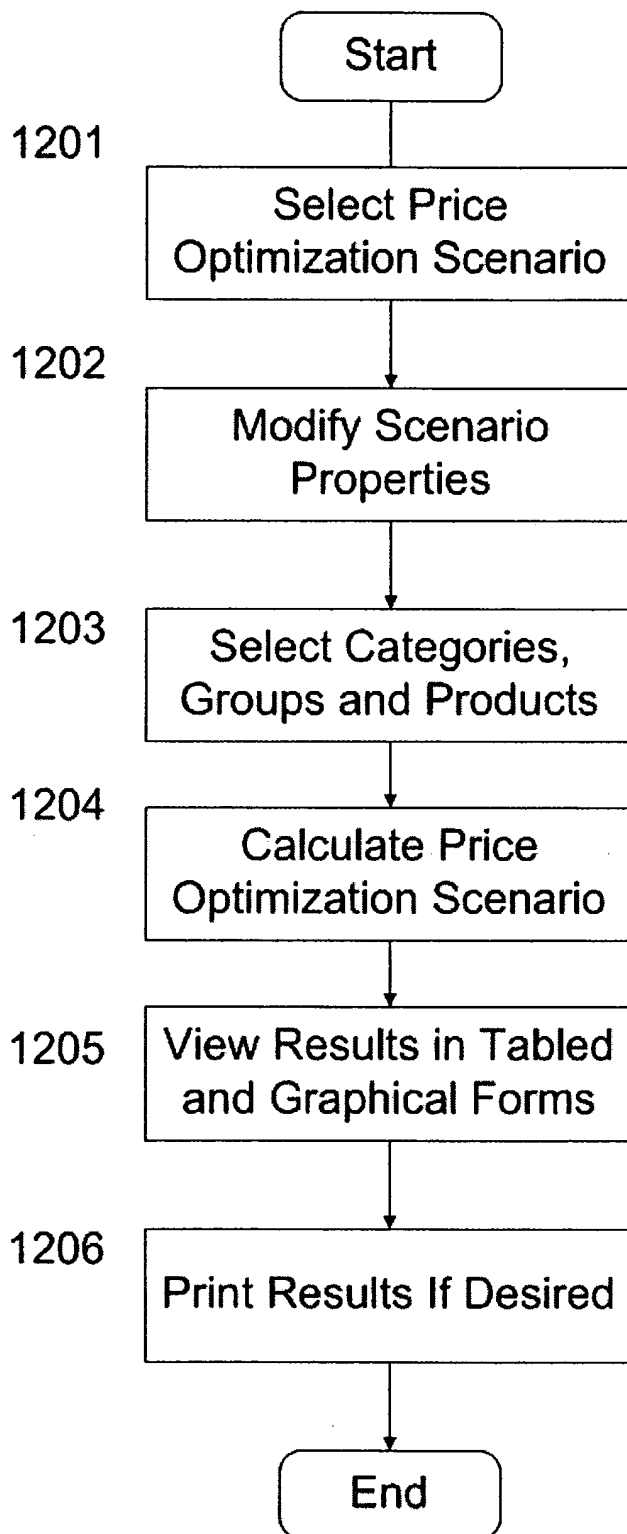 Start
1201
Select Price
Optimization Scenario
1202
Modify Scenario
Properties
1203
Select Categories,
Groups and Products
1204
Calculate Price
Optimization Scenario
1205
View Results in Tabled
and Graphical Forms
1206
Print Results If Desired
End